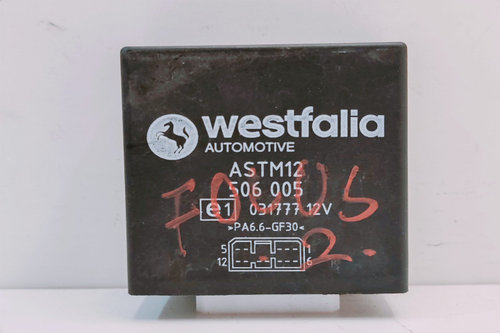 westfalia
AUTOMOTIVE
ASTM12
506 005
e1 031777 12V
>PA6.6-GF30<
FOCUS
2.
5 1
12 6